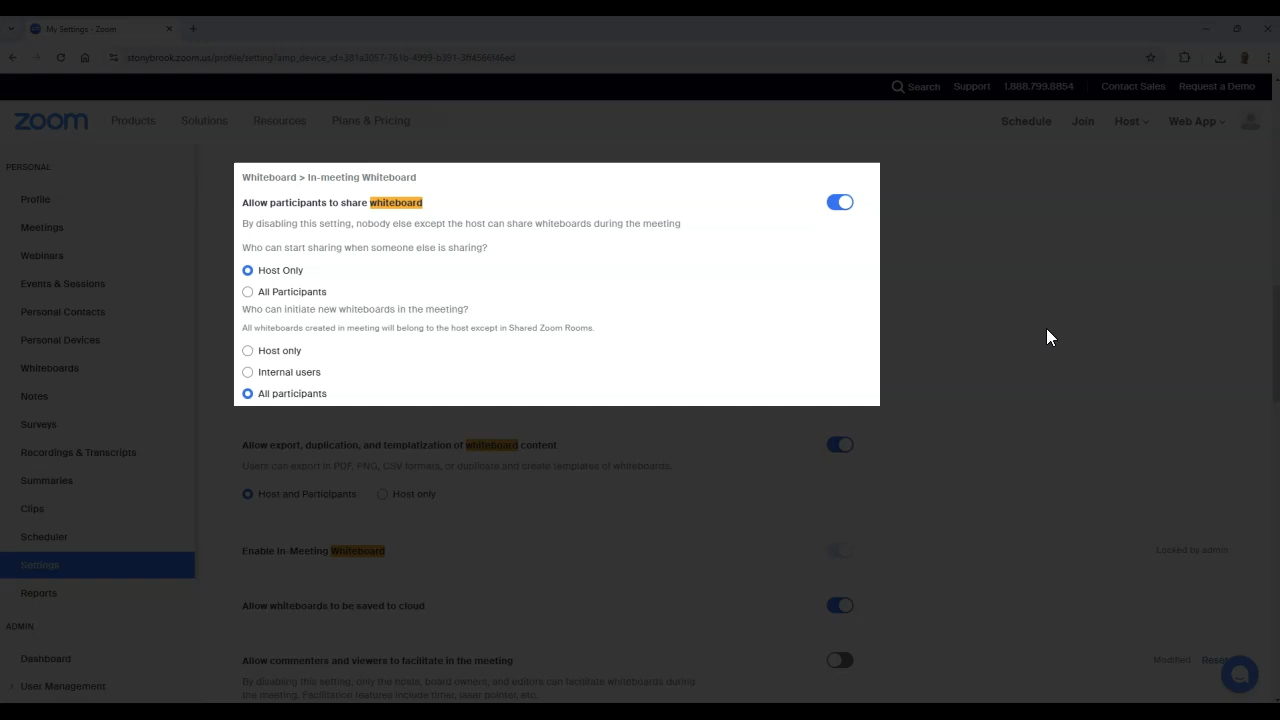 My Settings - Zoom
stonybrook.zoom.us/profile/setting?amp_device_id=381a3057-761b-4999-b391-3ff4566f46ed
Search Support 1.888.799.8854 Contact Sales Request a Demo
zoom Products Solutions Resources Plans & Pricing Schedule Join Host Web App
PERSONAL
Profile
Meetings
Webinars
Events & Sessions
Personal Contacts
Personal Devices
Whiteboards
Notes
Surveys
Recordings & Transcripts
Summaries
Clips
Scheduler
Settings
Reports
ADMIN
Dashboard
User Management
Whiteboard > In-meeting Whiteboard
Allow participants to share whiteboard
By disabling this setting, nobody else except the host can share whiteboards during the meeting
Who can start sharing when someone else is sharing?
Host Only
All Participants
Who can initiate new whiteboards in the meeting?
All whiteboards created in meeting will belong to the host except in Shared Zoom Rooms.
Host only
Internal users
All participants
Allow export, duplication, and templatization of whiteboard content
Users can export in PDF, PNG, CSV formats, or duplicate and create templates of whiteboards.
Host and Participants Host only
Enable In-Meeting Whiteboard Locked by admin
Allow whiteboards to be saved to cloud
Allow commenters and viewers to facilitate in the meeting Modified Reset
By disabling this setting, only the hosts, board owners, and editors can facilitate whiteboards during
the meeting. Facilitation features include timer, laser pointer, etc.